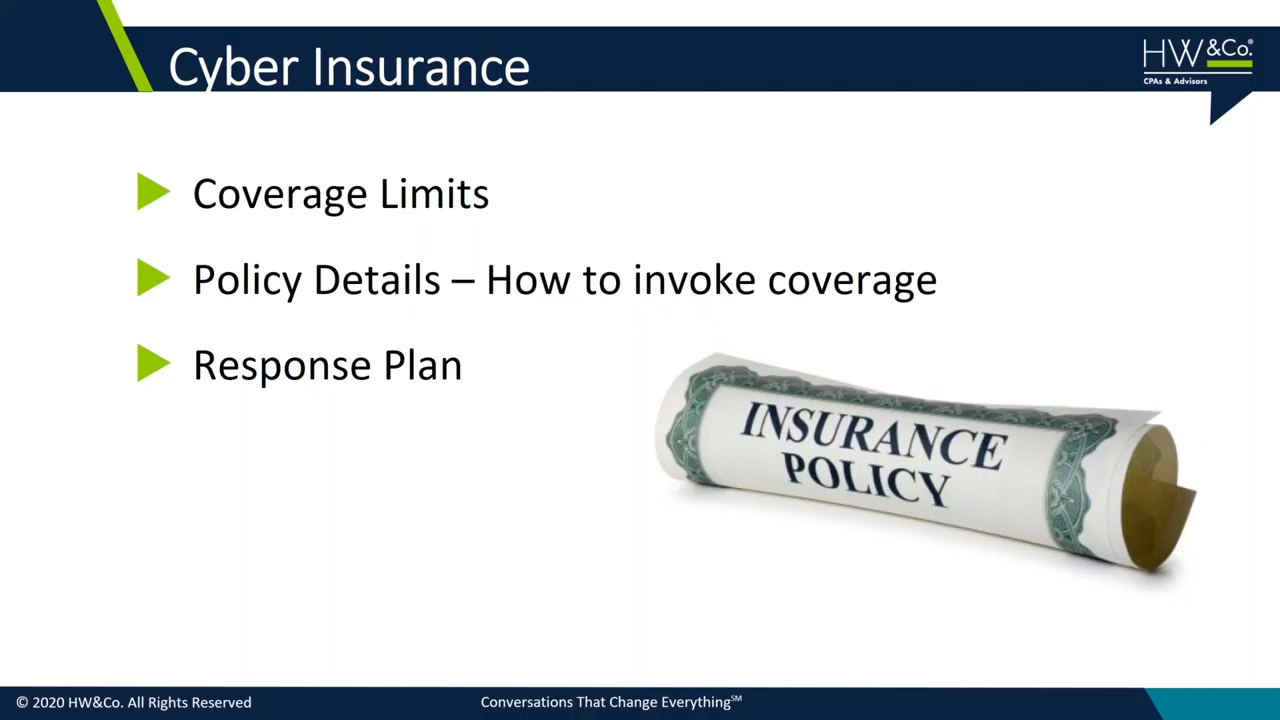 Cyber Insurance
HW&Co.®
CPAs & Advisors
Coverage Limits
Policy Details – How to invoke coverage
Response Plan
INSURANCE
POLICY
© 2020 HW&Co. All Rights Reserved
Conversations That Change Everything℠